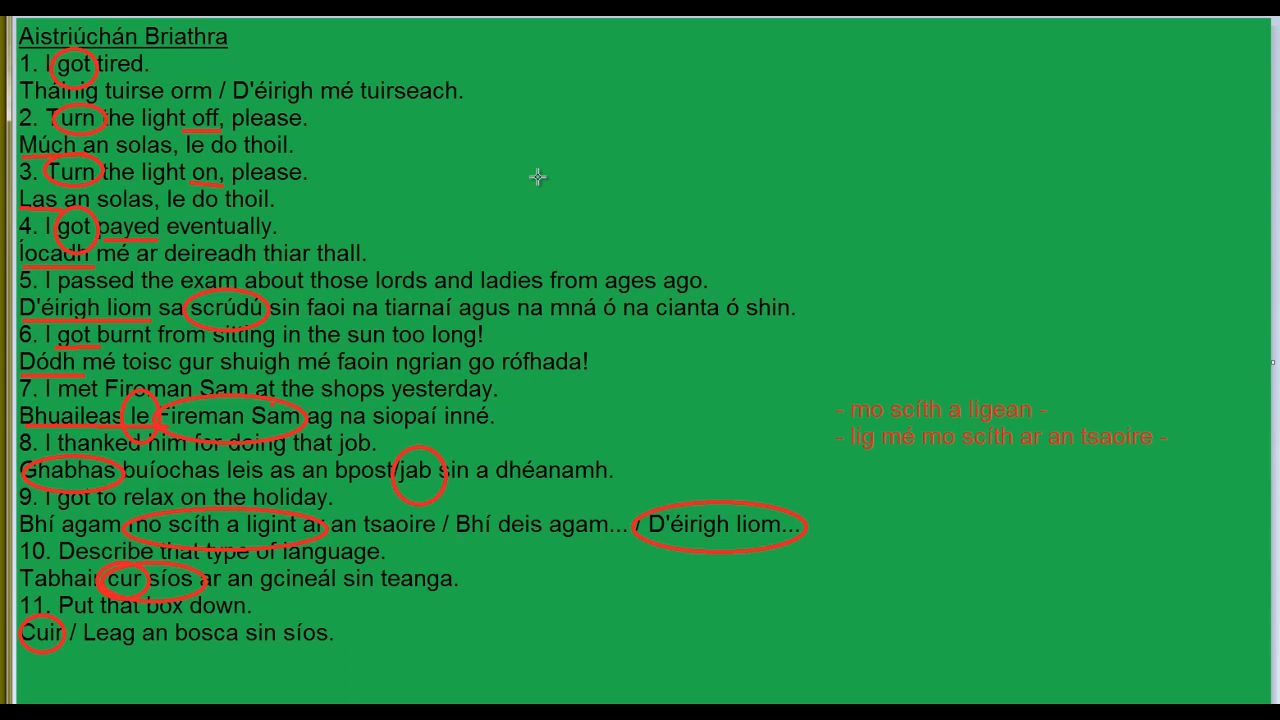 Aistriúchán Briathra
1. I got tired.
Tháinig tuirse orm / D'éirigh mé tuirseach.
2. Turn the light off, please.
Múch an solas, le do thoil.
3. Turn the light on, please.
Las an solas, le do thoil.
4. I got payed eventually.
Íocadh mé ar deireadh thiar thall.
5. I passed the exam about those lords and ladies from ages ago.
D'éirigh liom sa scrúdú sin faoi na tiarnaí agus na mná ó na cianta ó shin.
6. I got burnt from sitting in the sun too long!
Dódh mé toisc gur shuigh mé faoin ngrian go rófhada!
7. I met Fireman Sam at the shops yesterday.
Bhuaileas le Fireman Sam ag na siopaí inné.
8. I thanked him for doing that job.
Ghabhas buíochas leis as an bpost/jab sin a dhéanamh.
9. I got to relax on the holiday.
Bhí agam mo scíth a ligint ar an tsaoire / Bhí deis agam... / D'éirigh liom...
10. Describe that type of language.
Tabhair cur síos ar an gcineál sin teanga.
11. Put that box down.
Cuir / Leag an bosca sin síos.
- mo scíth a ligean -
- lig mé mo scíth ar an tsaoire -